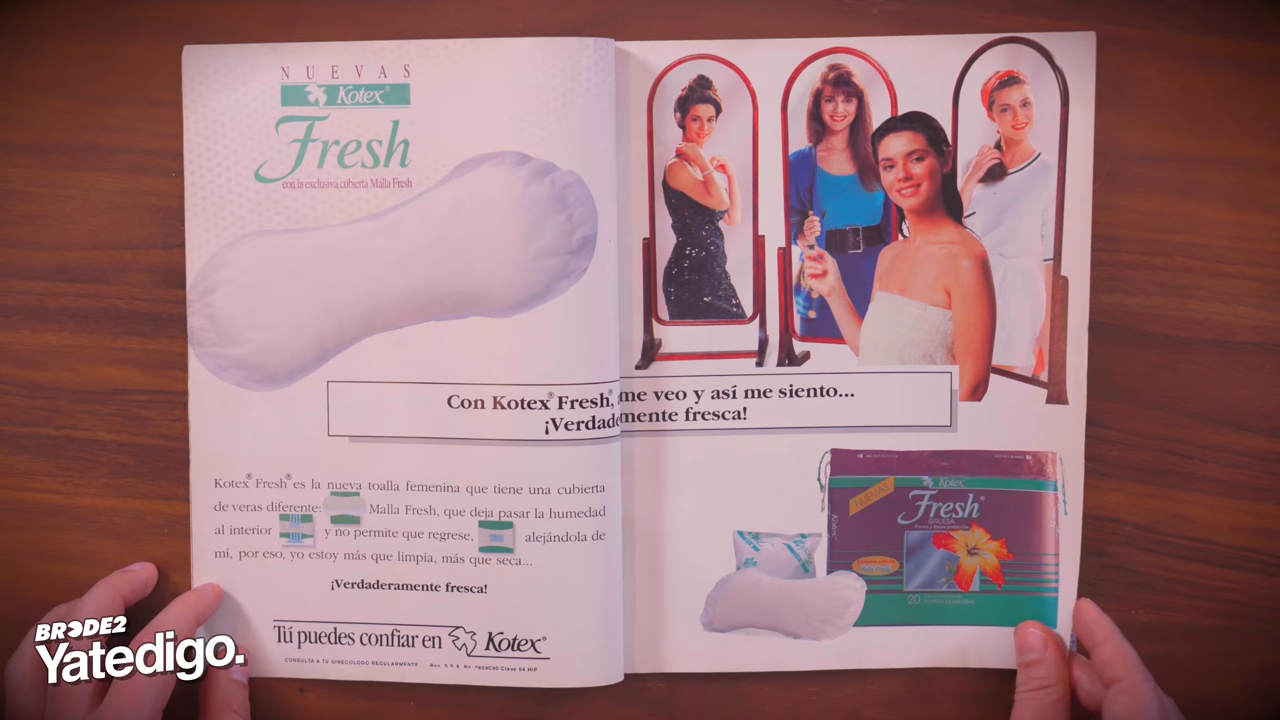 NUEVAS
Kotex®
Fresh
con la exclusiva cubierta Malla Fresh
Con Kotex® Fresh®, me veo y así me siento...
¡Verdaderamente fresca!
Kotex® Fresh® es la nueva toalla femenina que tiene una cubierta
de veras diferente: Malla Fresh, que deja pasar la humedad
al interior y no permite que regrese, alejándola de
mí, por eso, yo estoy más que limpia, más que seca...
¡Verdaderamente fresca!
Tú puedes confiar en Kotex®
CONSULTA A TU GINECOLOGO REGULARMENTE
NUEVAS
Kotex
Fresh®
GRUESA
Malla Fresh
20
BRODE2
Yatedigo.